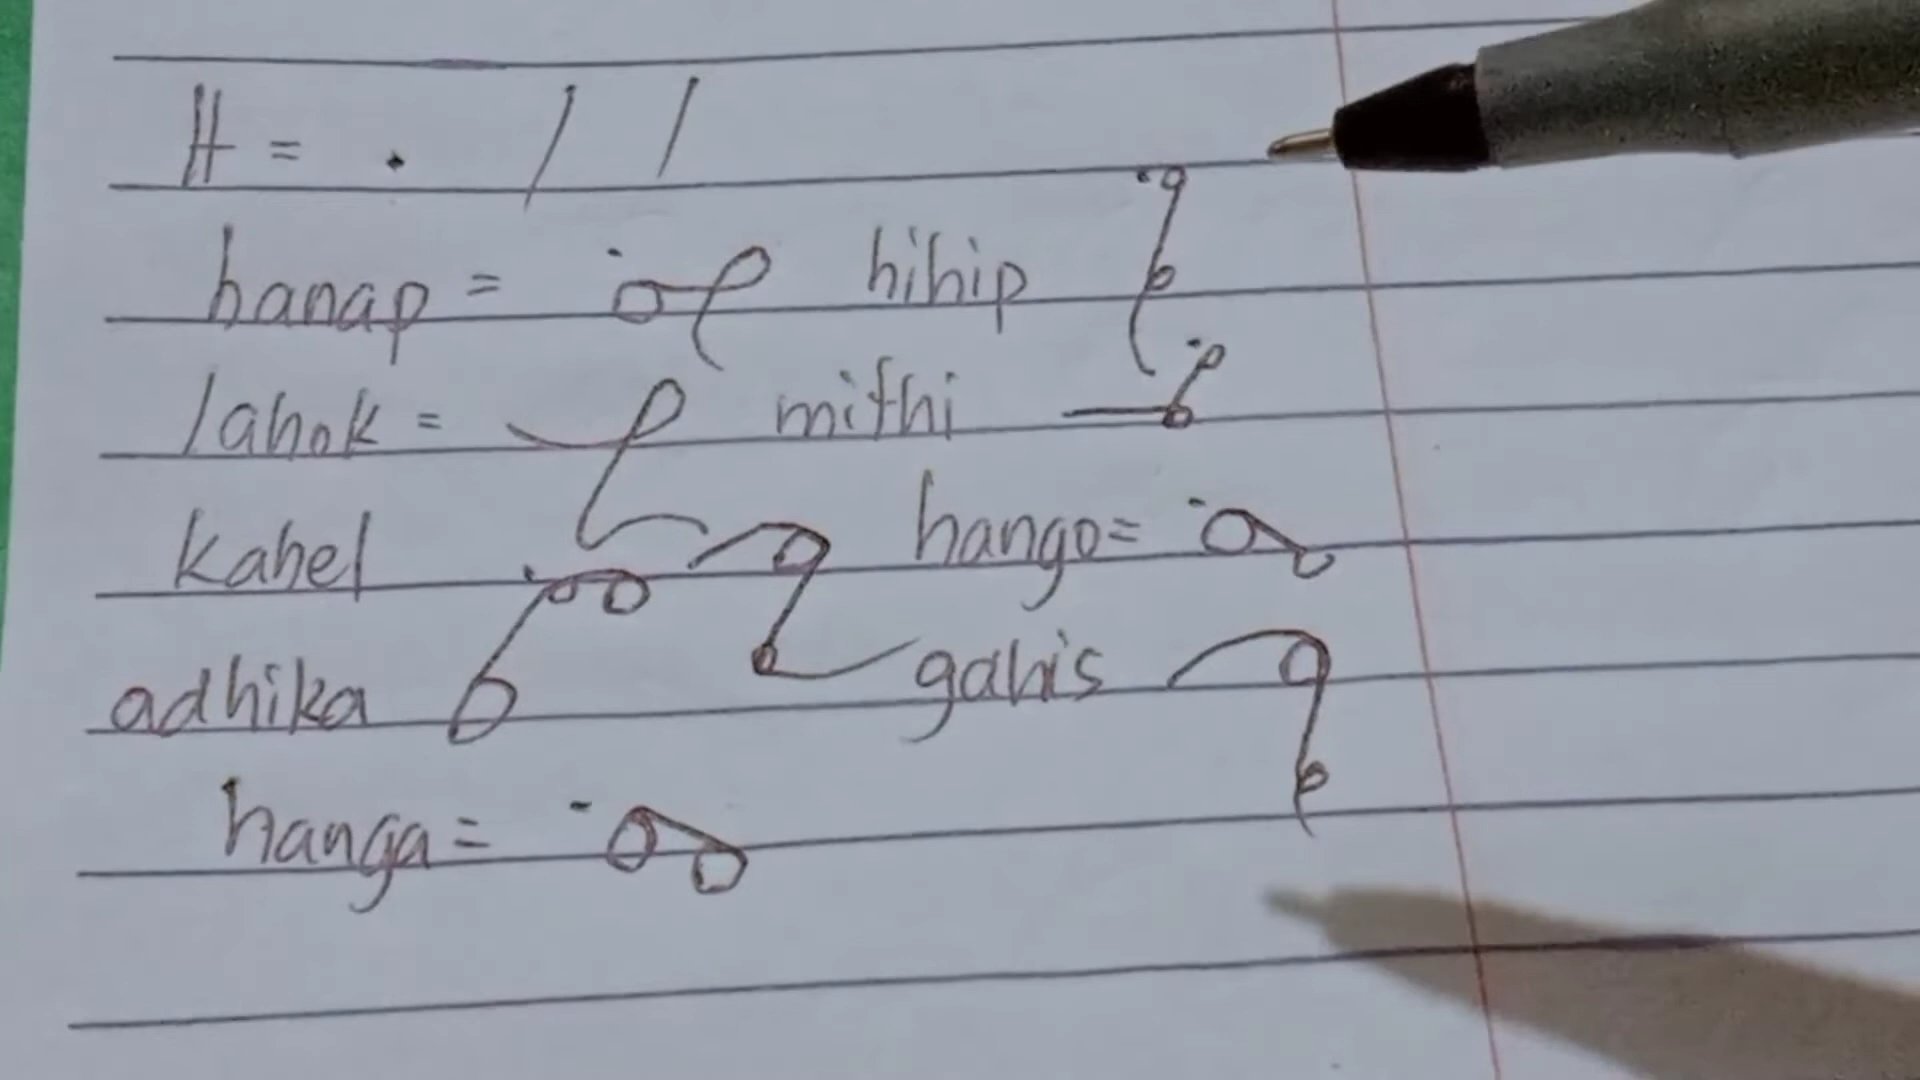 H = . / /
hanap = hihip
lahok = mithi
kahel hango =
adhika gahis
hanga =